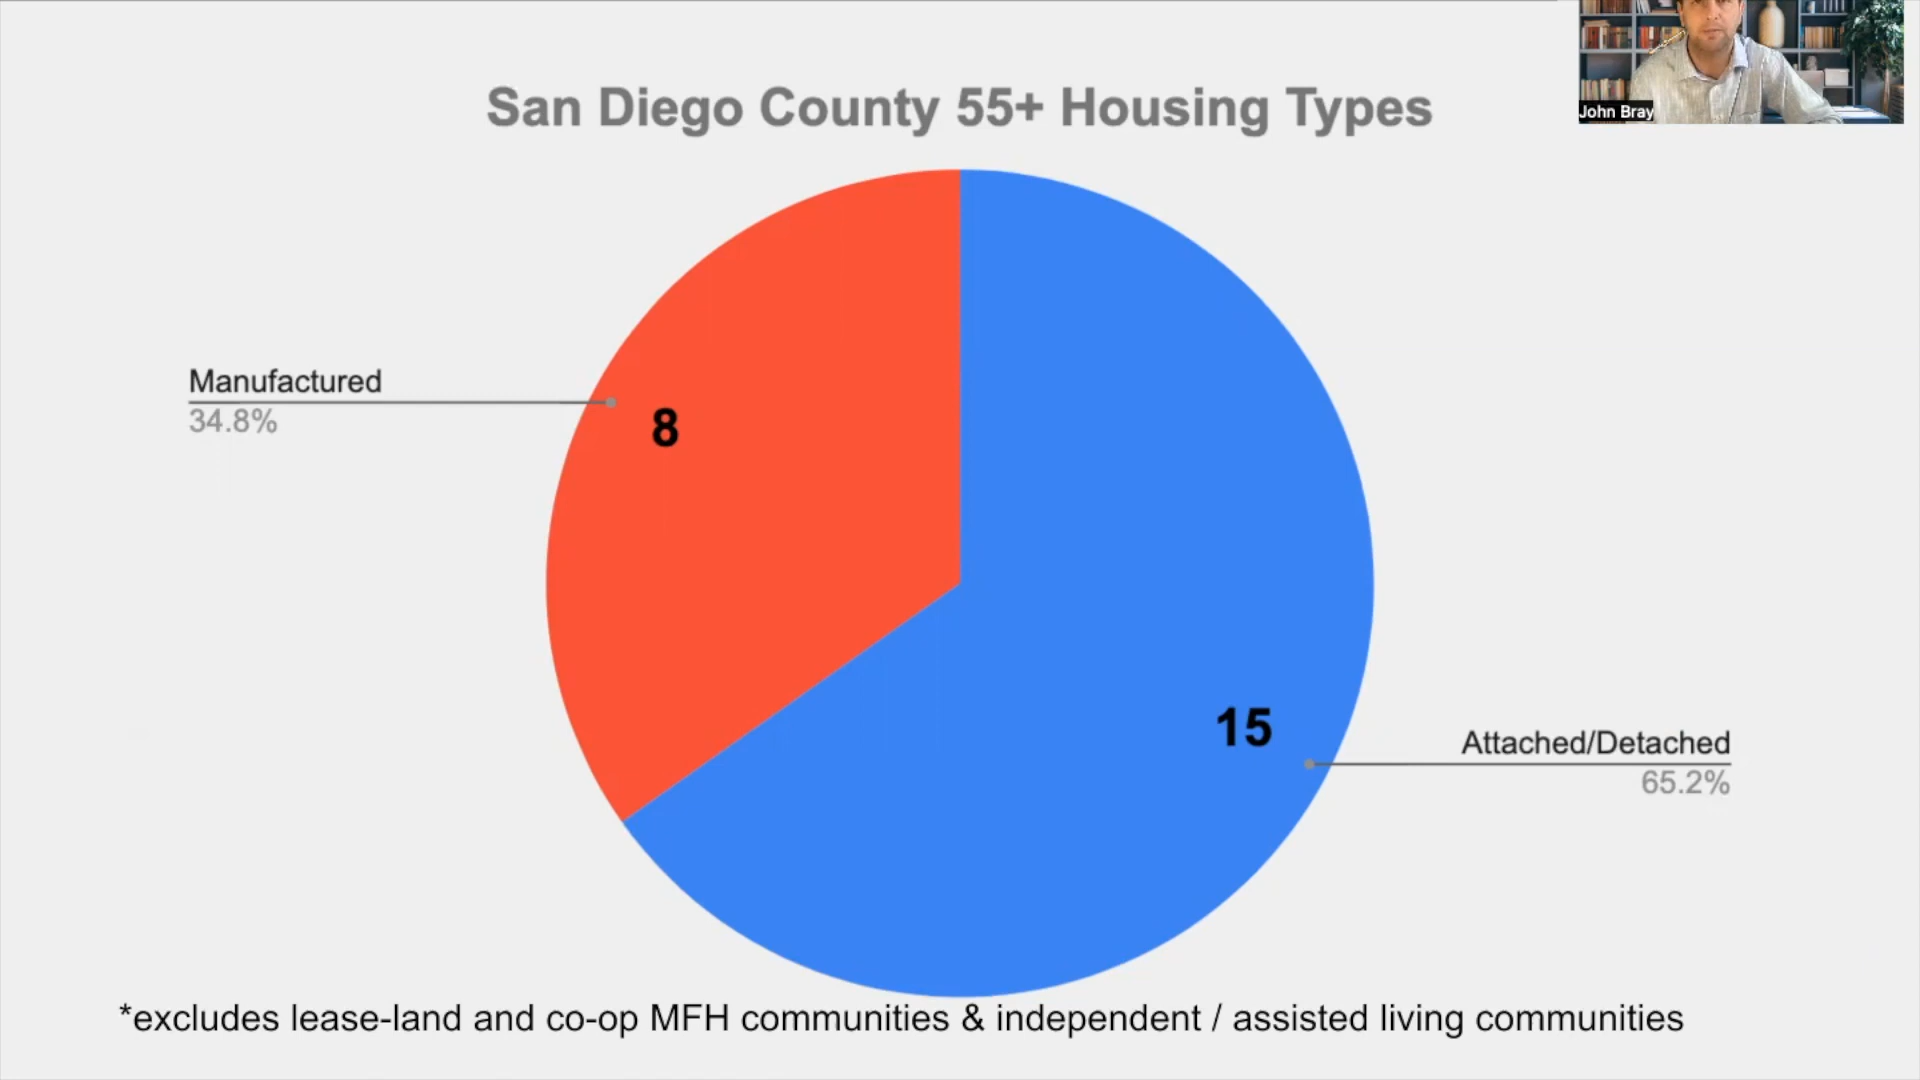 John Bray
San Diego County 55+ Housing Types
Manufactured
34.8%
8
15
Attached/Detached
65.2%
*excludes lease-land and co-op MFH communities & independent / assisted living communities